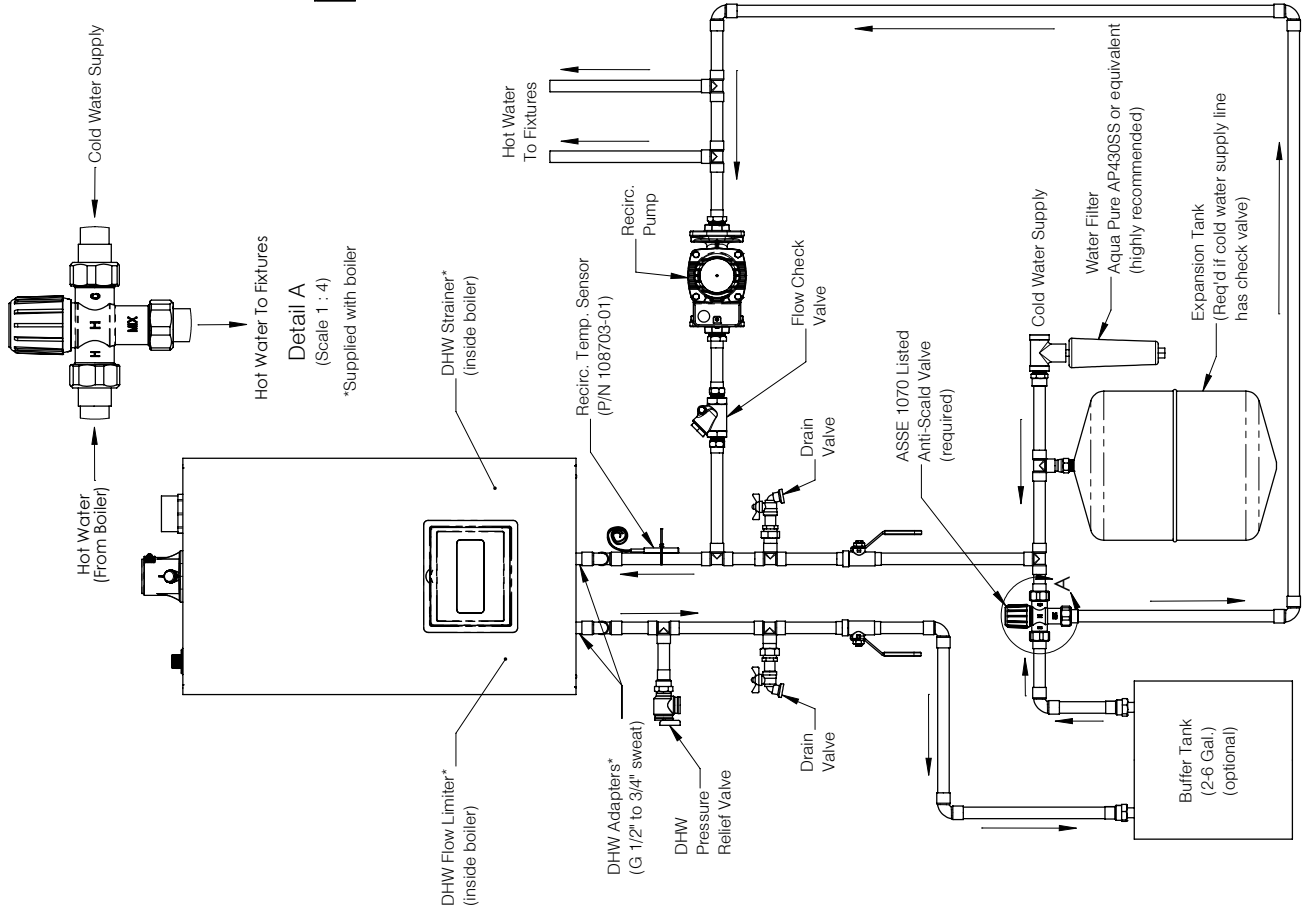 Cold Water Supply
Hot Water
(From Boiler)
H
H
C
MIX
Hot Water To Fixtures
Detail A
(Scale 1 : 4)
*Supplied with boiler
DHW Strainer*
(inside boiler)
DHW Flow Limiter*
(inside boiler)
Hot Water
To Fixtures
Recirc.
Pump
Recirc. Temp. Sensor
(P/N 108703-01)
Flow Check
Valve
DHW Adapters*
(G 1/2" to 3/4" sweat)
DHW
Pressure
Relief Valve
Drain
Valve
Drain
Valve
ASSE 1070 Listed
Anti-Scald Valve
(required)
A
Cold Water Supply
Water Filter
Aqua Pure AP430SS or equivalent
(highly recommended)
Expansion Tank
(Req'd if cold water supply line
has check valve)
Buffer Tank
(2-6 Gal.)
(optional)